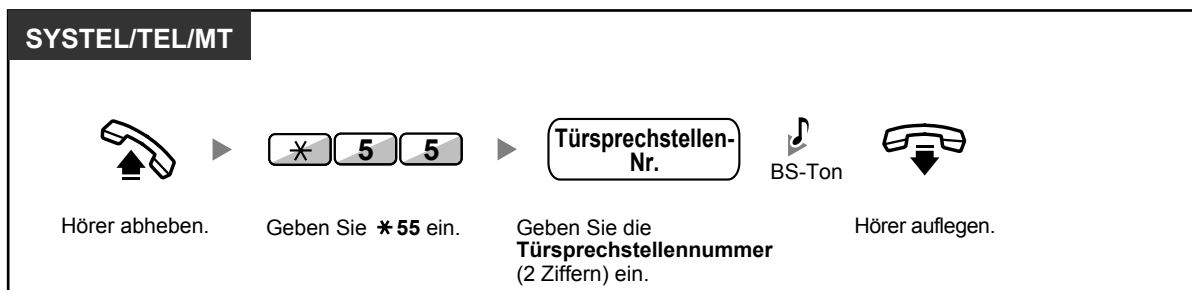 SYSTEL/TEL/MT
✳ 5 5
Türsprechstellen-
Nr.
BS-Ton
Hörer abheben.
Geben Sie ✳ 55 ein.
Geben Sie die
Türsprechstellennummer
(2 Ziffern) ein.
Hörer auflegen.